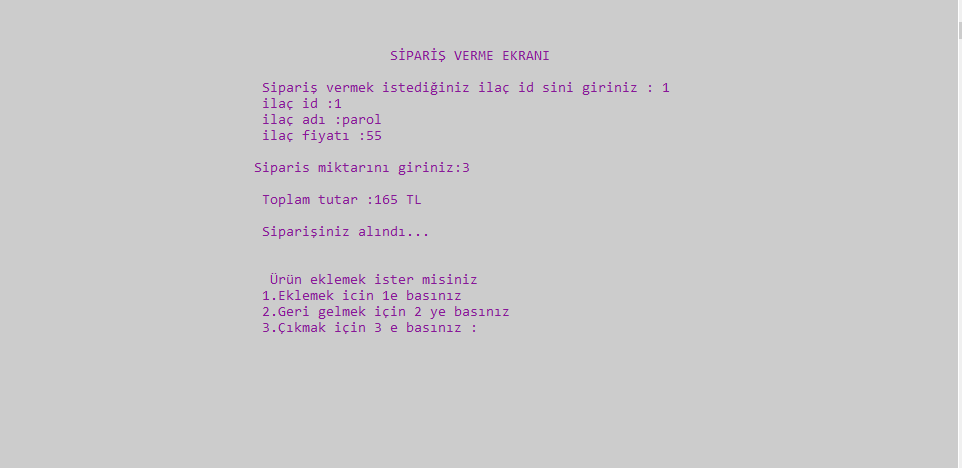 SİPARİŞ VERME EKRANI
Sipariş vermek istediğiniz ilaç id sini giriniz : 1
ilaç id :1
ilaç adı :parol
ilaç fiyatı :55
Siparis miktarını giriniz:3
Toplam tutar :165 TL
Siparişiniz alındı...
Ürün eklemek ister misiniz
1.Eklemek icin 1e basınız
2.Geri gelmek için 2 ye basınız
3.Çıkmak için 3 e basınız :